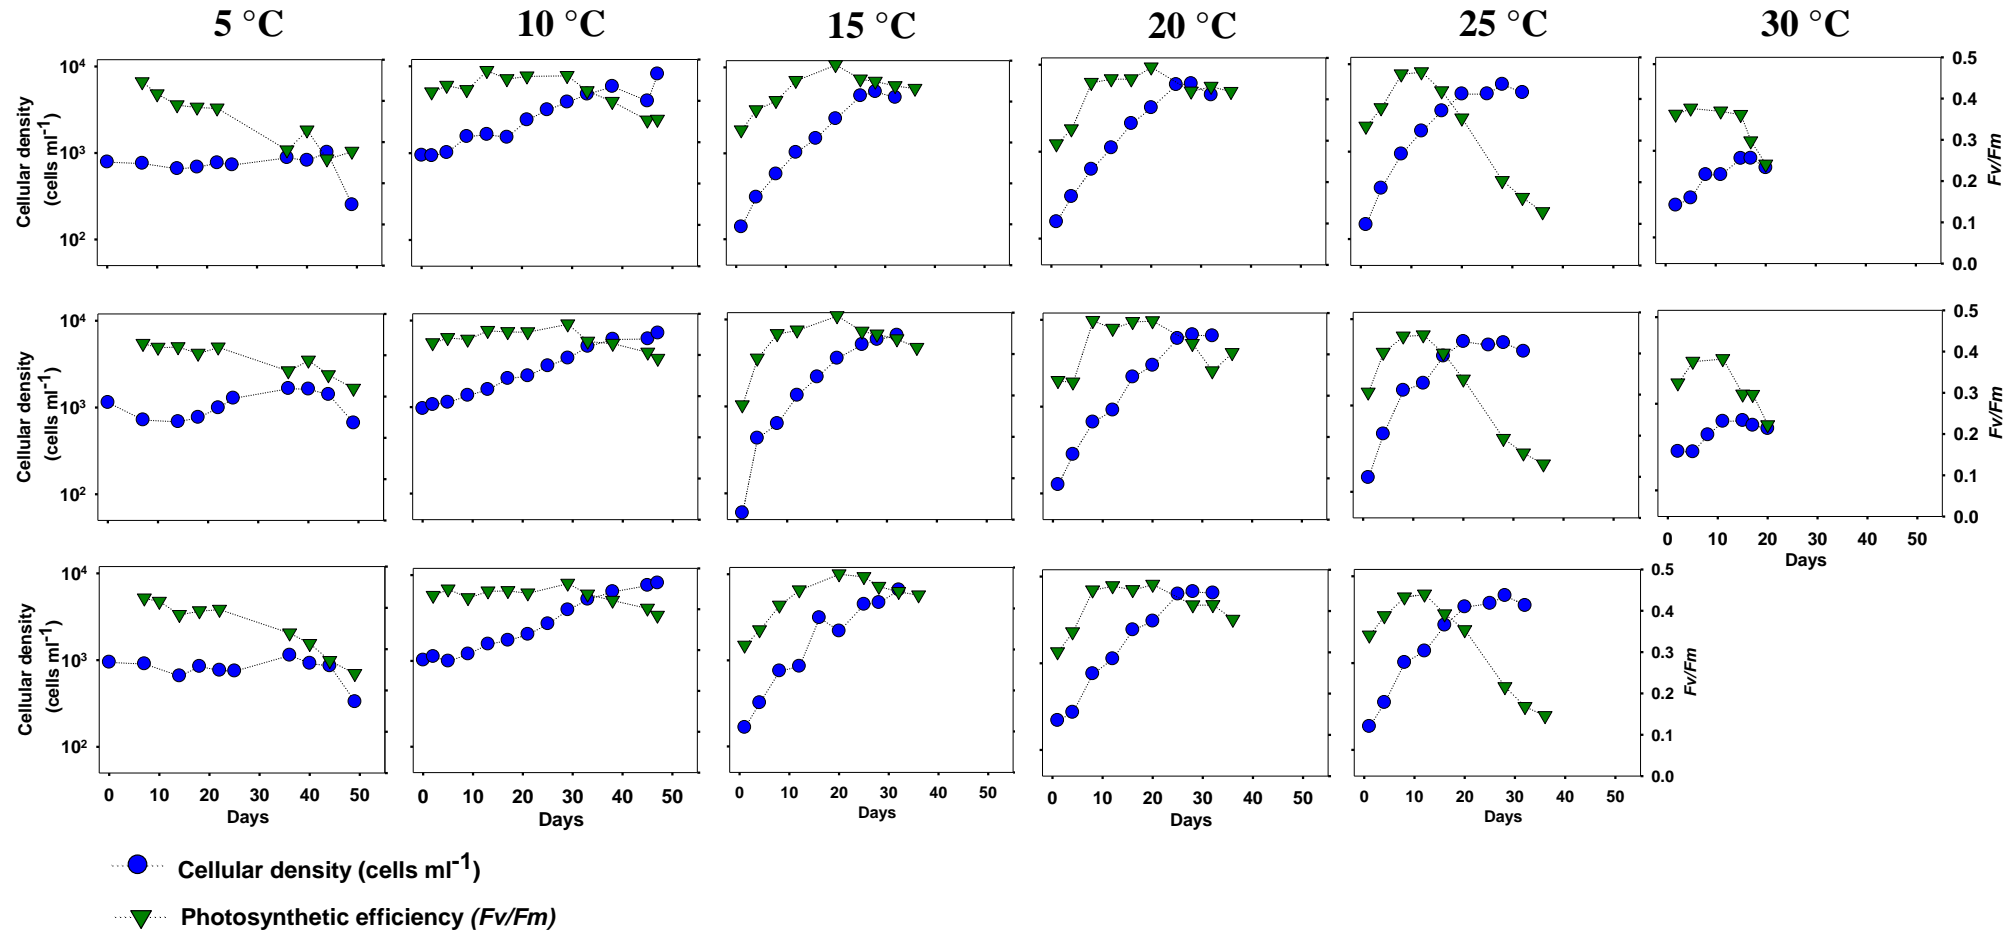 5 °C 10 °C 15 °C 20 °C 25 °C 30 °C
Cellular density
(cells ml⁻¹)
10⁴
10³
10²
0.5
0.4
0.3
0.2
0.1
0.0
Fv/Fm
Cellular density
(cells ml⁻¹)
10⁴
10³
10²
0.5
0.4
0.3
0.2
0.1
0.0
Fv/Fm
0 10 20 30 40 50
Days
Cellular density
(cells ml⁻¹)
10⁴
10³
10²
0.5
0.4
0.3
0.2
0.1
0.0
Fv/Fm
0 10 20 30 40 50
Days
0 10 20 30 40 50
Days
0 10 20 30 40 50
Days
0 10 20 30 40 50
Days
0 10 20 30 40 50
Days
Cellular density (cells ml⁻¹)
Photosynthetic efficiency (Fv/Fm)